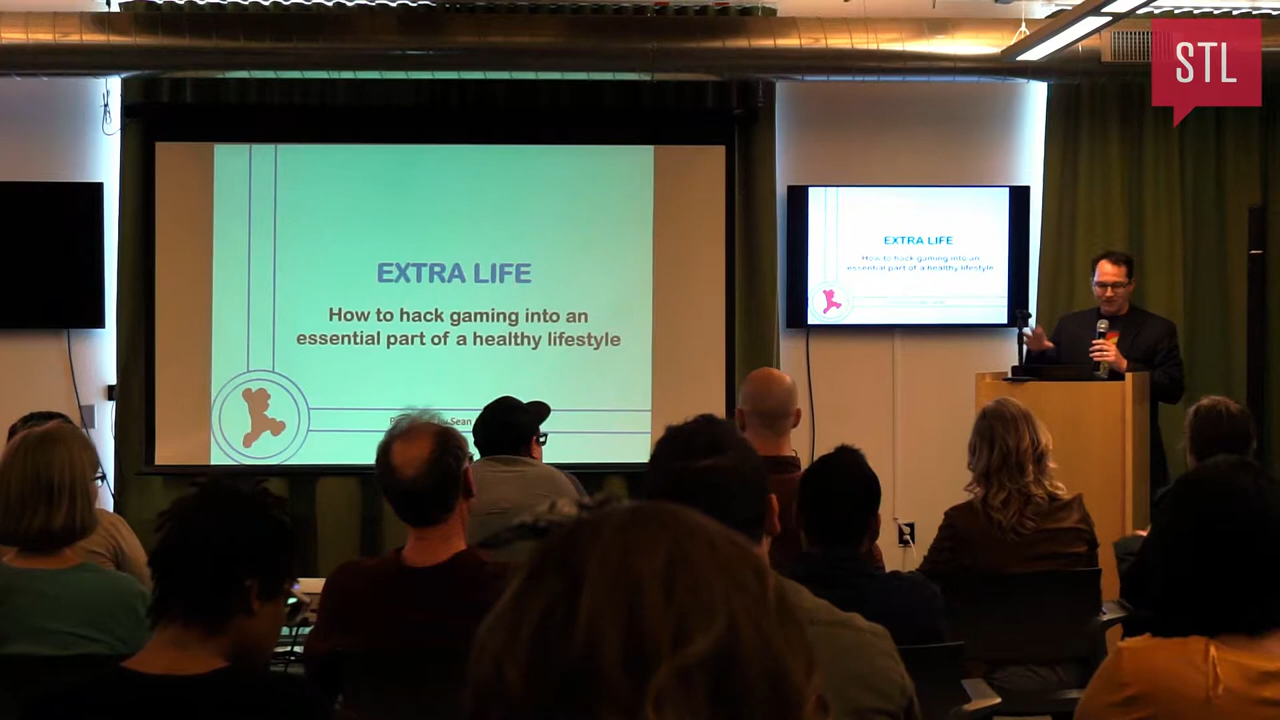 STL
EXTRA LIFE
How to hack gaming into an
essential part of a healthy lifestyle
Sean
EXTRA LIFE
How to hack gaming into an
essential part of a healthy lifestyle